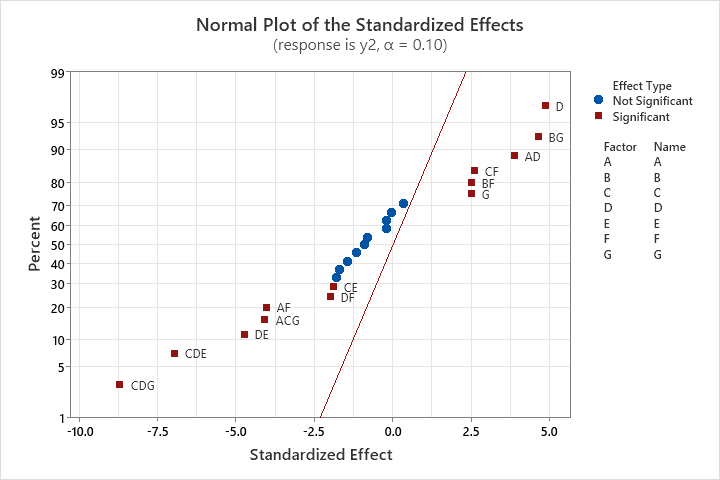 Normal Plot of the Standardized Effects
(response is y2, α = 0.10)
99
95
90
80
70
60
50
40
30
20
10
5
1
Percent
D
BG
AD
CF
BF
G
CE
DF
AF
ACG
DE
CDE
CDG
-10.0 -7.5 -5.0 -2.5 0.0 2.5 5.0
Standardized Effect
Effect Type
Not Significant
Significant
Factor Name
A A
B B
C C
D D
E E
F F
G G